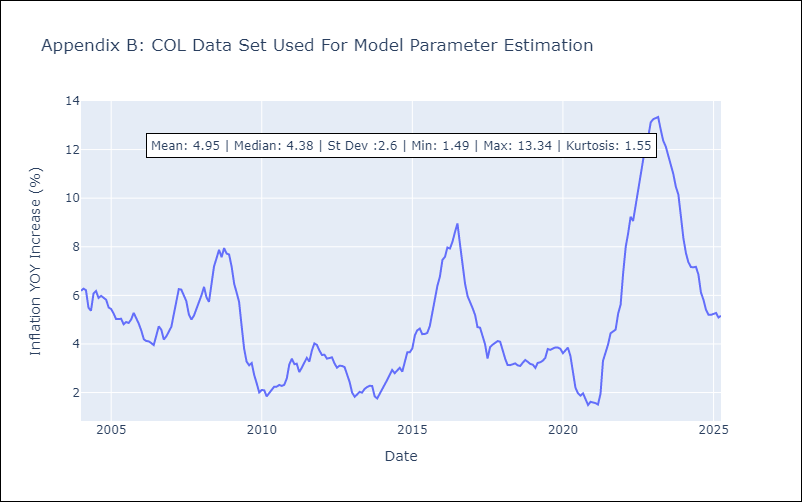 Appendix B: COL Data Set Used For Model Parameter Estimation
14
Mean: 4.95 | Median: 4.38 | St Dev :2.6 | Min: 1.49 | Max: 13.34 | Kurtosis: 1.55
12
10
8
6
4
2
Inflation YOY Increase (%)
2005 2010 2015 2020 2025
Date